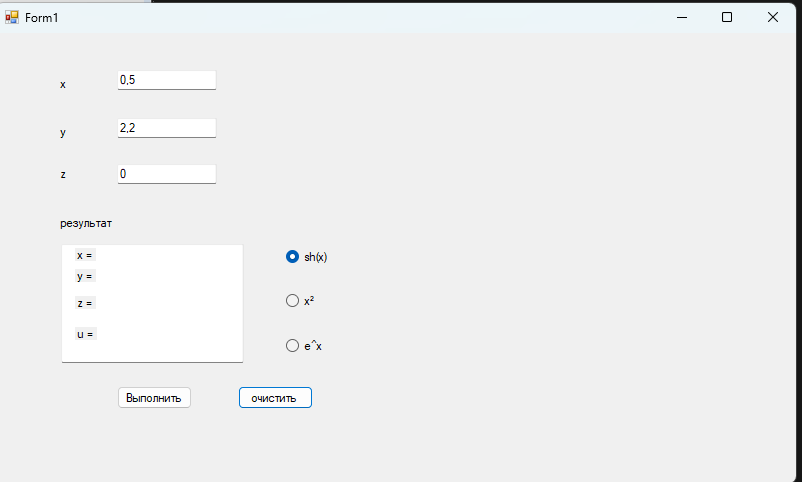 Form1
x 0,5
y 2,2
z 0
результат
x =
y =
z =
u =
sh(x)
x²
e^x
Выполнить очистить